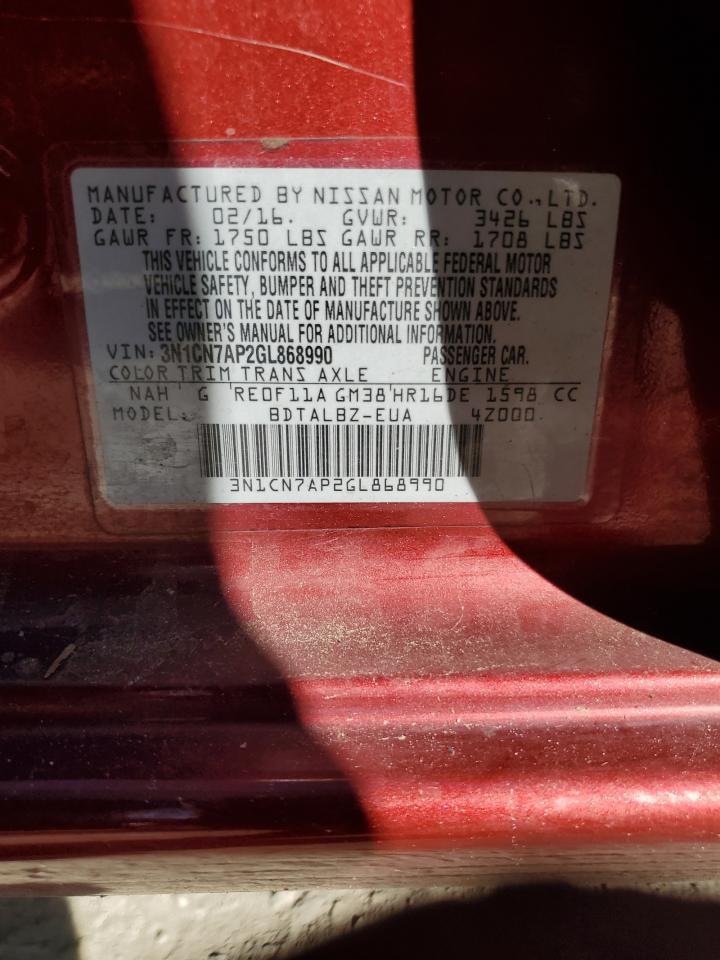 MANUFACTURED BY NISSAN MOTOR CO., LTD.
DATE: 02/16. GVWR: 3426 LBS
GAWR FR: 1750 LBS GAWR RR: 1708 LBS
THIS VEHICLE CONFORMS TO ALL APPLICABLE FEDERAL MOTOR
VEHICLE SAFETY, BUMPER AND THEFT PREVENTION STANDARDS
IN EFFECT ON THE DATE OF MANUFACTURE SHOWN ABOVE.
SEE OWNER'S MANUAL FOR ADDITIONAL INFORMATION.
VIN: 3N1CN7AP2GL868990 PASSENGER CAR.
COLOR TRIM TRANS AXLE ENGINE
NAH ' G RE0F11A GM38'HR16DE 1598 CC
MODEL: BDTALBZ-EUA 4Z000.
3N1CN7AP2GL868990